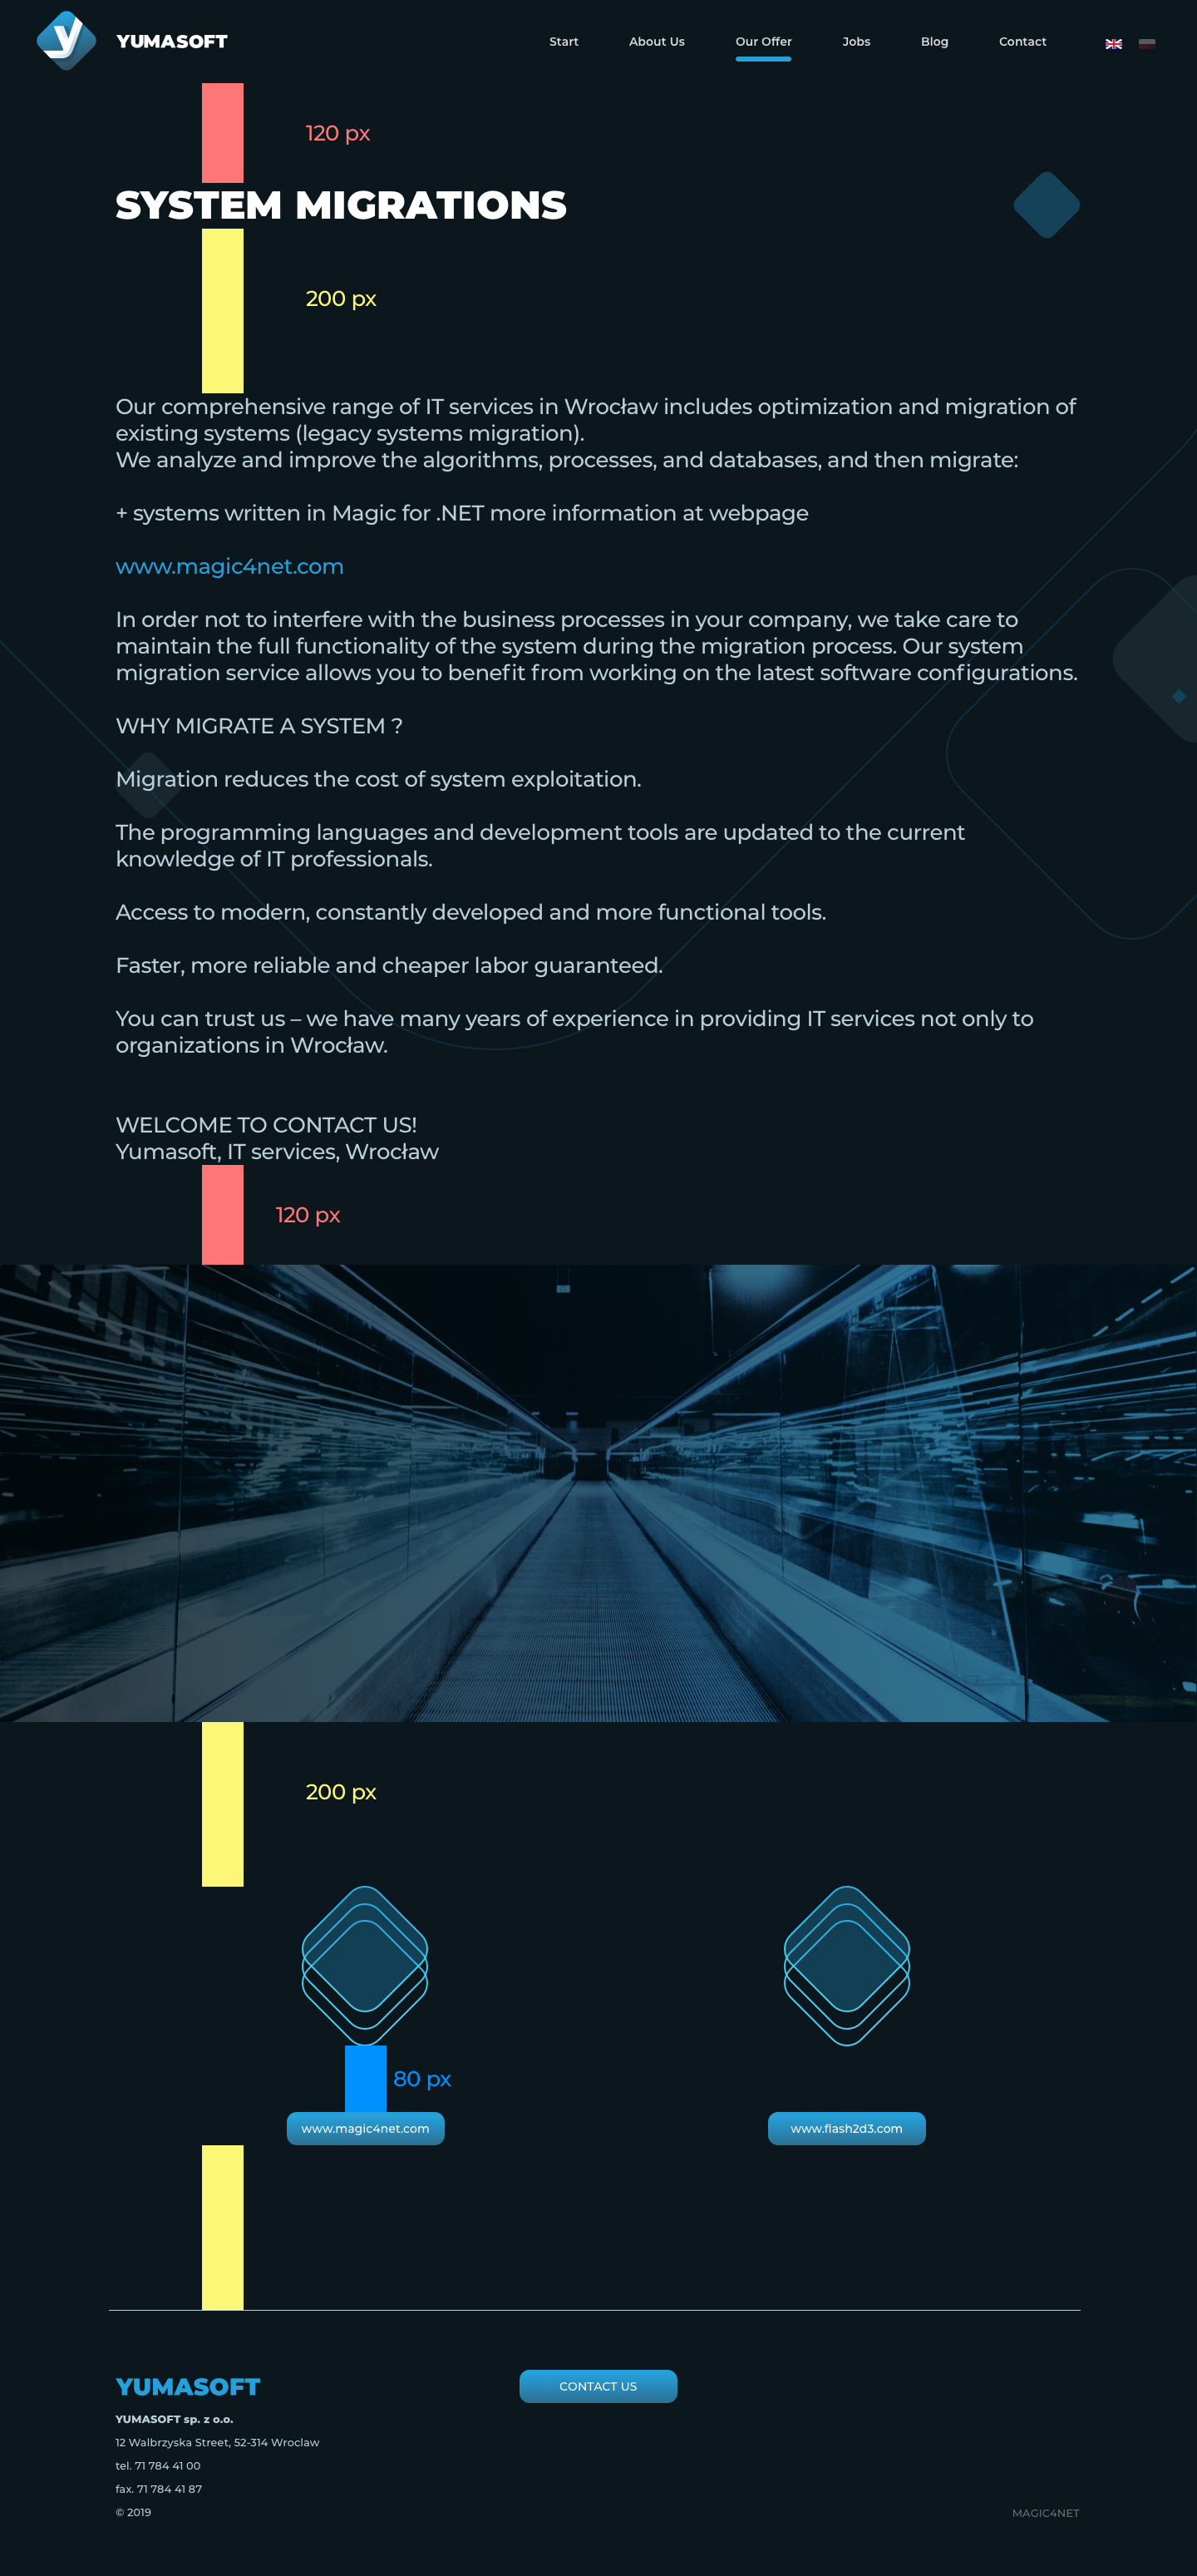 YUMASOFT
Start About Us Our Offer Jobs Blog Contact
120 px
SYSTEM MIGRATIONS
200 px
Our comprehensive range of IT services in Wrocław includes optimization and migration of
existing systems (legacy systems migration).
We analyze and improve the algorithms, processes, and databases, and then migrate:
+ systems written in Magic for .NET more information at webpage
www.magic4net.com
In order not to interfere with the business processes in your company, we take care to
maintain the full functionality of the system during the migration process. Our system
migration service allows you to benefit from working on the latest software configurations.
WHY MIGRATE A SYSTEM ?
Migration reduces the cost of system exploitation.
The programming languages and development tools are updated to the current
knowledge of IT professionals.
Access to modern, constantly developed and more functional tools.
Faster, more reliable and cheaper labor guaranteed.
You can trust us – we have many years of experience in providing IT services not only to
organizations in Wrocław.
WELCOME TO CONTACT US!
Yumasoft, IT services, Wrocław
120 px
200 px
80 px
www.magic4net.com www.flash2d3.com
YUMASOFT
CONTACT US
YUMASOFT sp. z o.o.
12 Walbrzyska Street, 52-314 Wroclaw
tel. 71 784 41 00
fax. 71 784 41 87
© 2019
MAGIC4NET